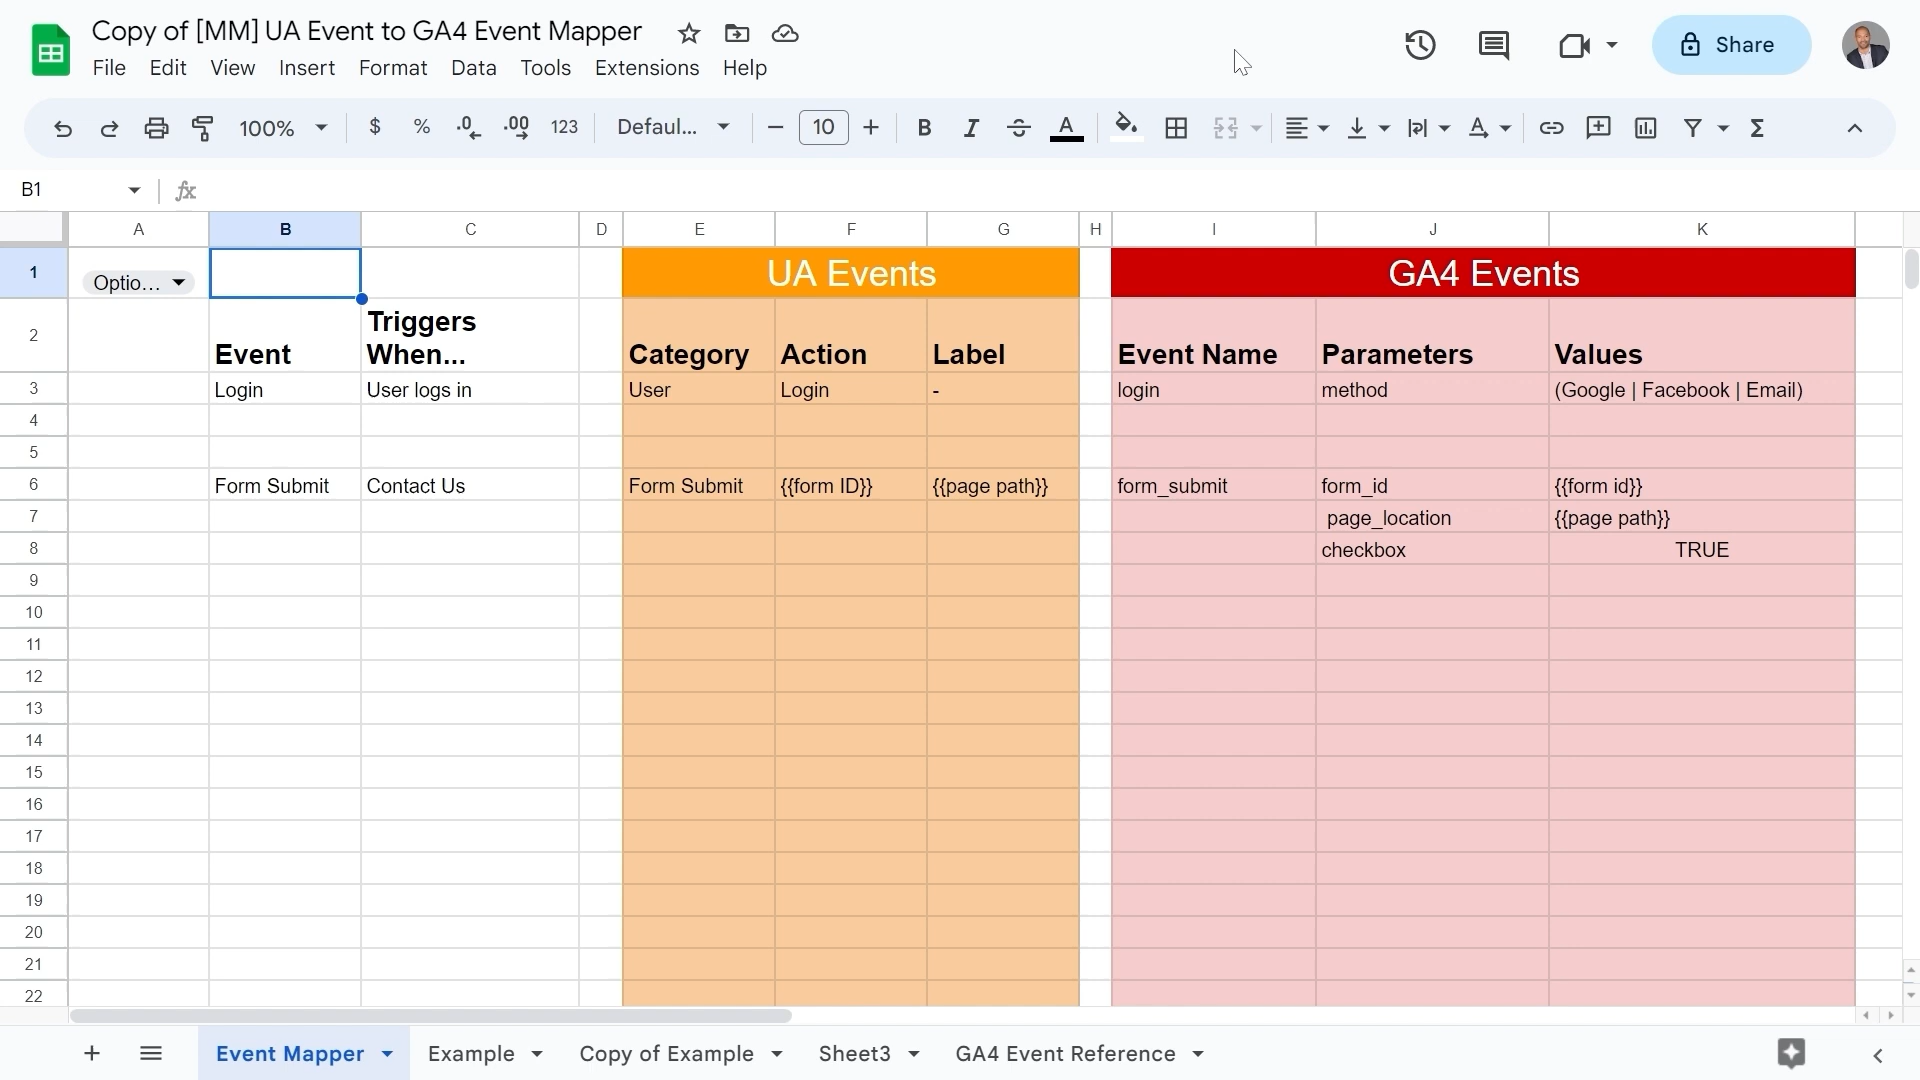 Copy of [MM] UA Event to GA4 Event Mapper
File Edit View Insert Format Data Tools Extensions Help
Share
100% $ % .0 .00 123 Defaul... 10 B I S A Σ
B1 fx
A B C D E F G H I J K
1 Optio... UA Events GA4 Events
2 Event Triggers When... Category Action Label Event Name Parameters Values
3 Login User logs in User Login - login method (Google | Facebook | Email)
4
5
6 Form Submit Contact Us Form Submit {{form ID}} {{page path}} form_submit form_id {{form id}}
7 page_location {{page path}}
8 checkbox TRUE
9
10
11
12
13
14
15
16
17
18
19
20
21
22
Event Mapper Example Copy of Example Sheet3 GA4 Event Reference